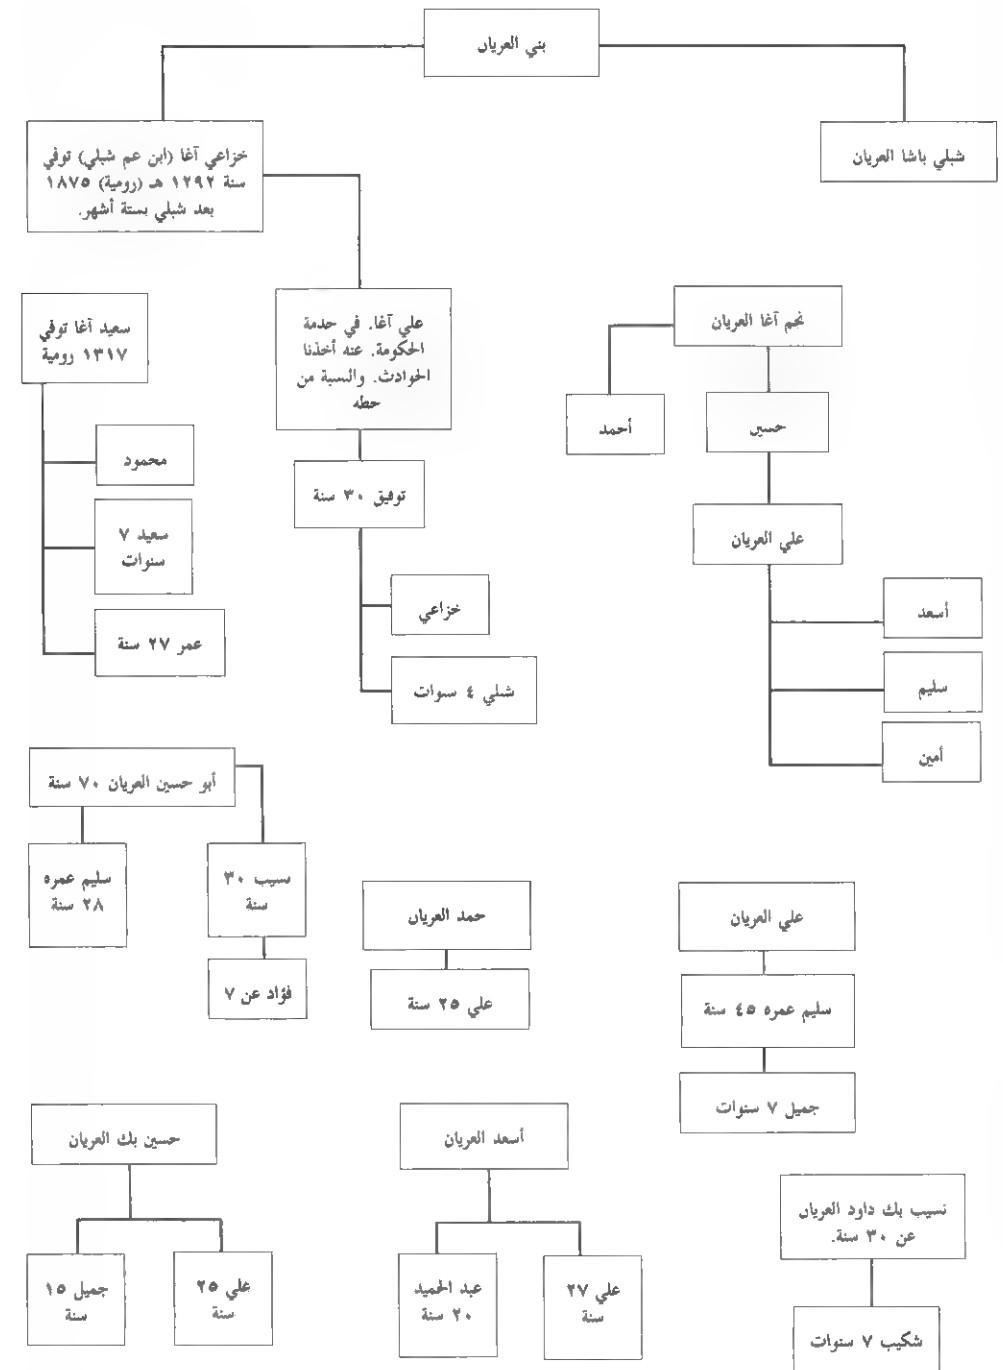 بني العريان
شبلي باشا العريان
خزاعي آغا (ابن عم شبلي) توفي
سنة ١٢٩٢ هـ (رومية) ١٨٧٥
بعد شبلي بستة أشهر.
نجم آغا العريان
علي آغا. في خدمة
الحكومة. عنه أخذنا
الحوادث. والنسبة من
خطه
سعيد آغا توفي
١٣١٧ رومية
أحمد
حسين
محمود
توفيق ٣٠ سنة
علي العريان
سعيد ٧
سنوات
خزاعي
أسعد
عمر ٢٧ سنة
شبلي ٤ سنوات
سليم
أمين
أبو حسين العريان ٧٠ سنة
نسيب ٣٠
سنة
سليم عمره
٢٨ سنة
فؤاد عن ٧
حمد العريان
علي ٢٥ سنة
علي العريان
سليم عمره ٤٥ سنة
جميل ٧ سنوات
حسين بك العريان
علي ٢٥
سنة
جميل ١٥
سنة
أسعد العريان
علي ٢٧
سنة
عبد الحميد
٢٠ سنة
نسيب بك داود العريان
عن ٣٠ سنة.
شكيب ٧ سنوات